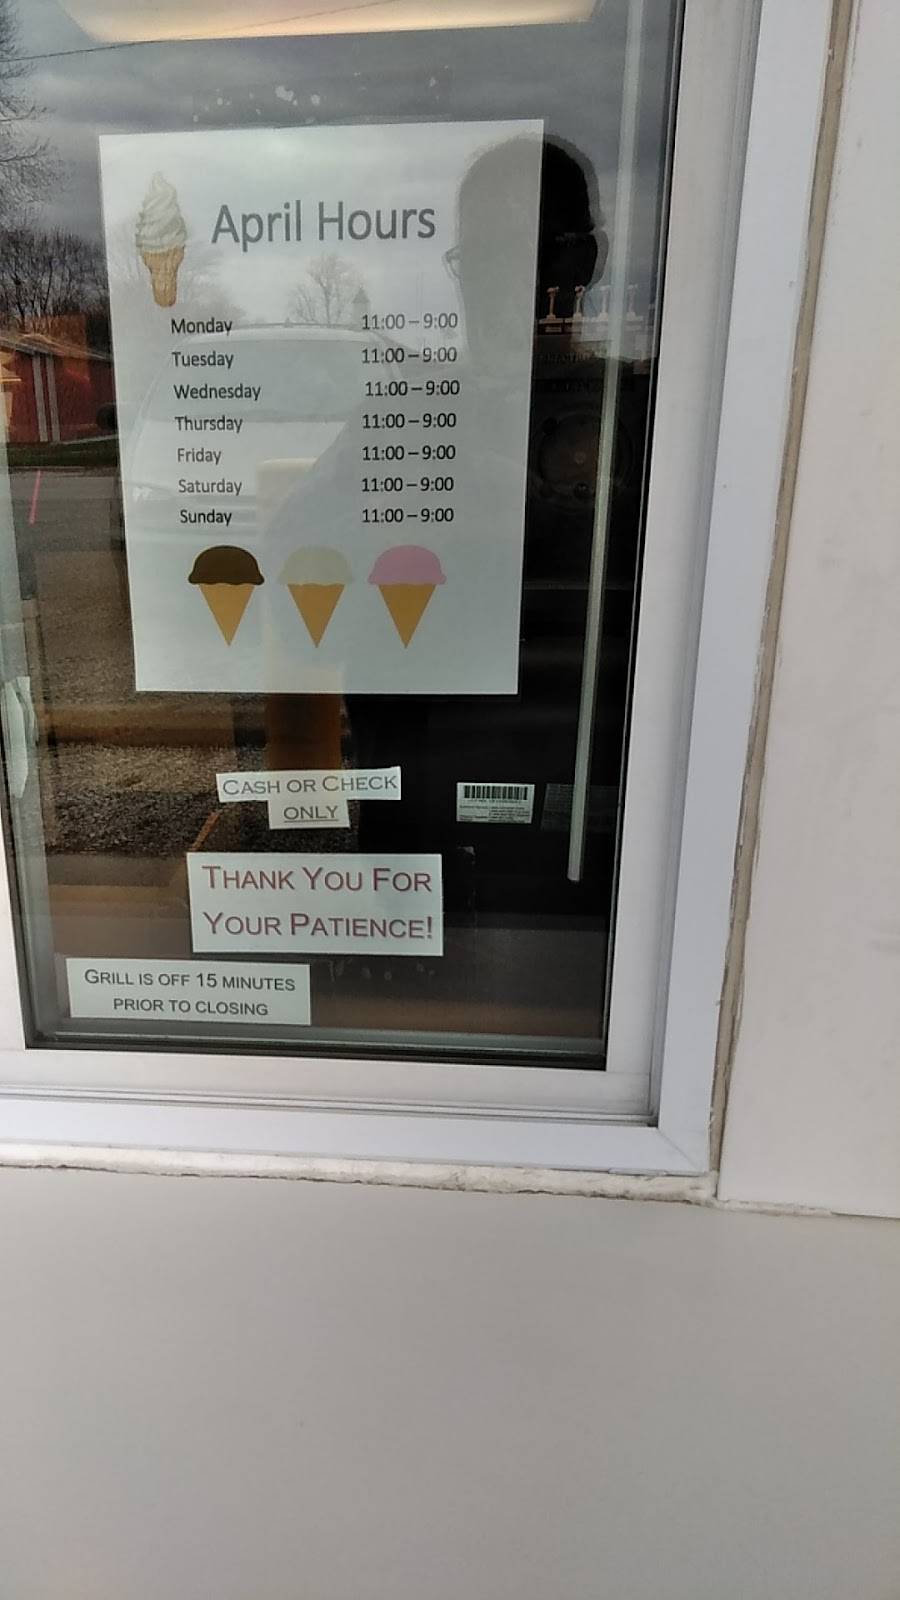 April Hours
Monday 11:00 – 9:00
Tuesday 11:00 – 9:00
Wednesday 11:00 – 9:00
Thursday 11:00 – 9:00
Friday 11:00 – 9:00
Saturday 11:00 – 9:00
Sunday 11:00 – 9:00
CASH OR CHECK
ONLY
THANK YOU FOR
YOUR PATIENCE!
GRILL IS OFF 15 MINUTES
PRIOR TO CLOSING